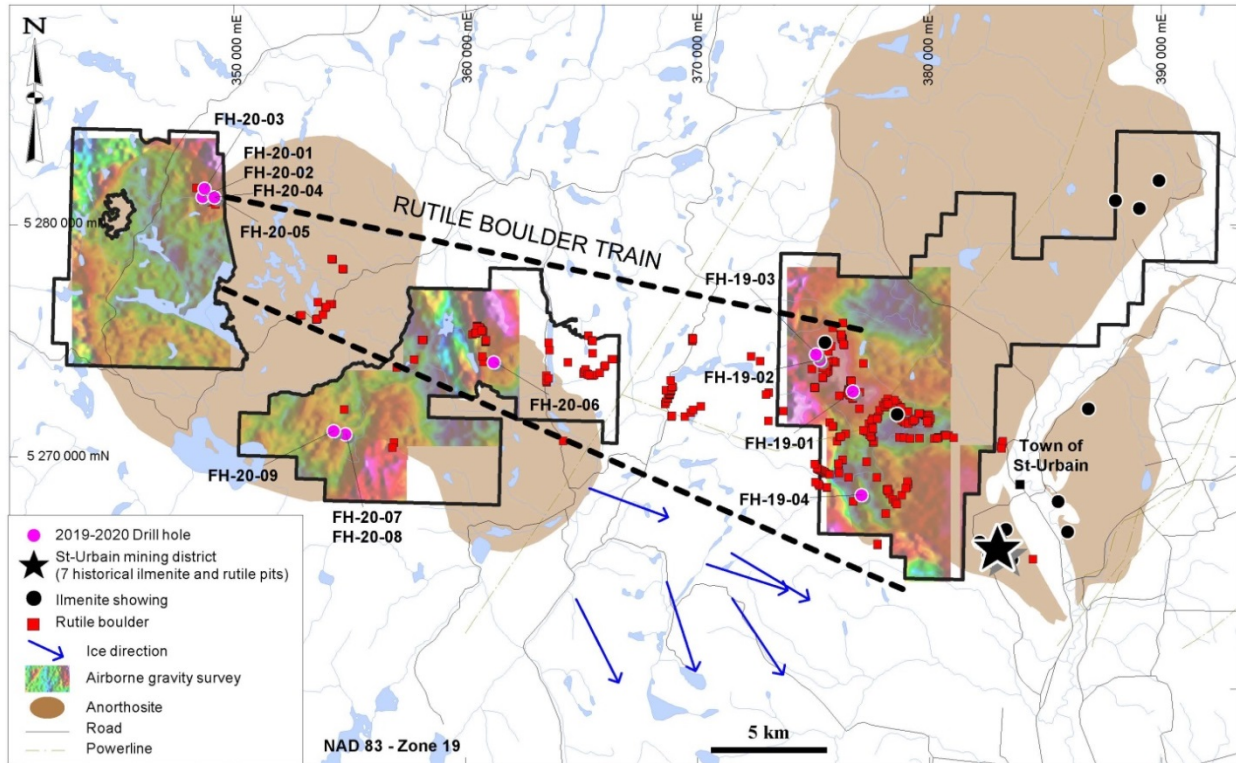 N
350 000 mE
360 000 mE
370 000 mE
380 000 mE
390 000 mE
FH-20-03
FH-20-01
FH-20-02
FH-20-04
FH-20-05
5 280 000 mN
RUTILE BOULDER TRAIN
FH-19-03
FH-19-02
FH-20-06
FH-19-01
FH-20-09
5 270 000 mN
Town of
St-Urbain
FH-19-04
FH-20-07
FH-20-08
2019-2020 Drill hole
St-Urbain mining district
(7 historical ilmenite and rutile pits)
Ilmenite showing
Rutile boulder
Ice direction
Airborne gravity survey
Anorthosite
Road
Powerline
NAD 83 - Zone 19
5 km